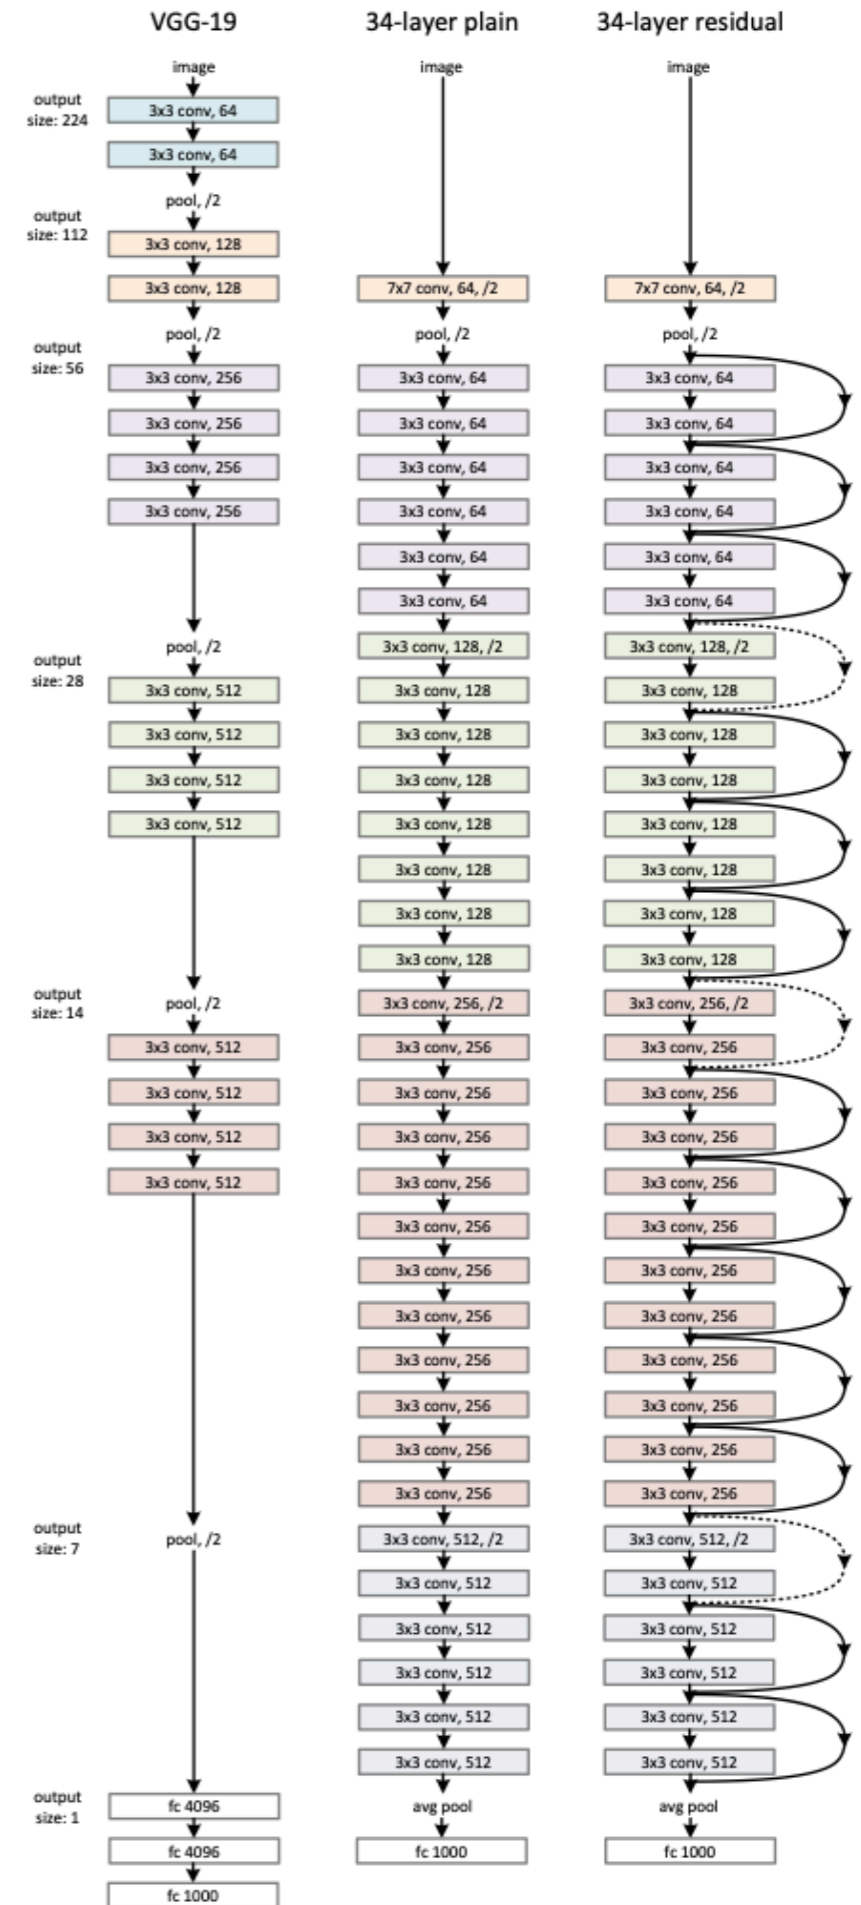 VGG-19
34-layer plain
34-layer residual
output
size: 224
output
size: 112
output
size: 56
output
size: 28
output
size: 14
output
size: 7
output
size: 1
image
3x3 conv, 64
3x3 conv, 64
pool, /2
3x3 conv, 128
3x3 conv, 128
pool, /2
3x3 conv, 256
3x3 conv, 256
3x3 conv, 256
3x3 conv, 256
pool, /2
3x3 conv, 512
3x3 conv, 512
3x3 conv, 512
3x3 conv, 512
pool, /2
3x3 conv, 512
3x3 conv, 512
3x3 conv, 512
3x3 conv, 512
pool, /2
fc 4096
fc 4096
fc 1000
image
7x7 conv, 64, /2
pool, /2
3x3 conv, 64
3x3 conv, 64
3x3 conv, 64
3x3 conv, 64
3x3 conv, 64
3x3 conv, 64
3x3 conv, 128, /2
3x3 conv, 128
3x3 conv, 128
3x3 conv, 128
3x3 conv, 128
3x3 conv, 128
3x3 conv, 128
3x3 conv, 128
3x3 conv, 256, /2
3x3 conv, 256
3x3 conv, 256
3x3 conv, 256
3x3 conv, 256
3x3 conv, 256
3x3 conv, 256
3x3 conv, 256
3x3 conv, 256
3x3 conv, 256
3x3 conv, 256
3x3 conv, 256
3x3 conv, 512, /2
3x3 conv, 512
3x3 conv, 512
3x3 conv, 512
3x3 conv, 512
3x3 conv, 512
avg pool
fc 1000
image
7x7 conv, 64, /2
pool, /2
3x3 conv, 64
3x3 conv, 64
3x3 conv, 64
3x3 conv, 64
3x3 conv, 64
3x3 conv, 64
3x3 conv, 128, /2
3x3 conv, 128
3x3 conv, 128
3x3 conv, 128
3x3 conv, 128
3x3 conv, 128
3x3 conv, 128
3x3 conv, 128
3x3 conv, 256, /2
3x3 conv, 256
3x3 conv, 256
3x3 conv, 256
3x3 conv, 256
3x3 conv, 256
3x3 conv, 256
3x3 conv, 256
3x3 conv, 256
3x3 conv, 256
3x3 conv, 256
3x3 conv, 256
3x3 conv, 512, /2
3x3 conv, 512
3x3 conv, 512
3x3 conv, 512
3x3 conv, 512
3x3 conv, 512
avg pool
fc 1000